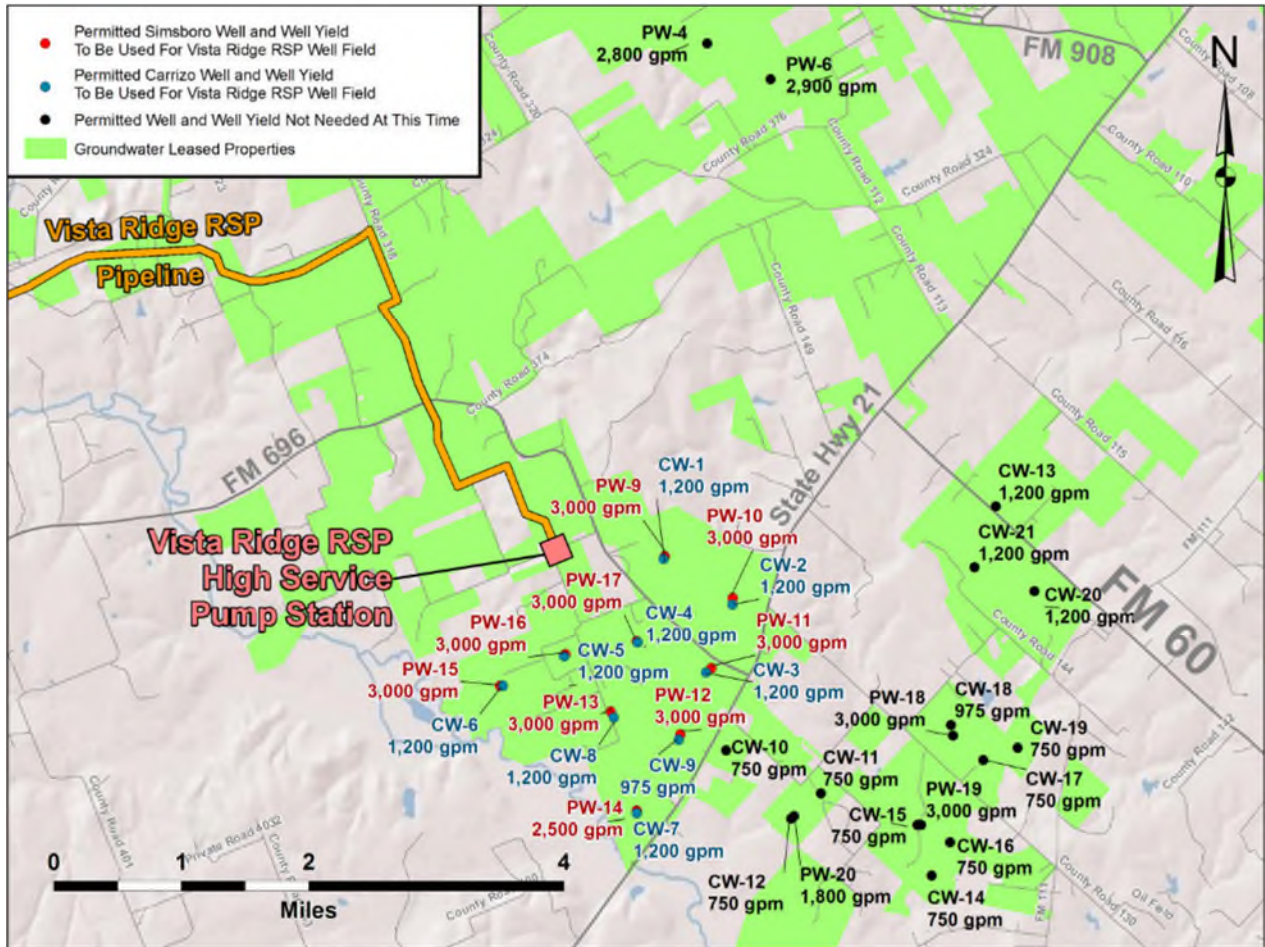 Permitted Simsboro Well and Well Yield
To Be Used For Vista Ridge RSP Well Field
Permitted Carrizo Well and Well Yield
To Be Used For Vista Ridge RSP Well Field
Permitted Well and Well Yield Not Needed At This Time
Groundwater Leased Properties
PW-4
2,800 gpm
PW-6
2,900 gpm
FM 908
N
County Road 108
County Road 320
County Road 376
County Road 324
County Road 110
County Road 112
County Road 318
Vista Ridge RSP
Pipeline
County Road 113
County Road 116
County Road 149
County Road 374
State Hwy 21
FM 696
County Road 115
CW-13
1,200 gpm
CW-1
1,200 gpm
PW-9
3,000 gpm
PW-10
3,000 gpm
CW-21
1,200 gpm
FM 111
Vista Ridge RSP
High Service
Pump Station
CW-2
1,200 gpm
PW-17
3,000 gpm
CW-20
1,200 gpm
FM 60
CW-4
1,200 gpm
PW-11
3,000 gpm
PW-16
3,000 gpm
County Road 144
CW-5
1,200 gpm
CW-3
1,200 gpm
PW-15
3,000 gpm
PW-12
3,000 gpm
PW-13
3,000 gpm
CW-6
1,200 gpm
PW-18
3,000 gpm
CW-18
975 gpm
CW-19
750 gpm
CW-8
1,200 gpm
CW-9
975 gpm
CW-10
750 gpm
CW-11
750 gpm
CW-17
750 gpm
PW-19
3,000 gpm
PW-14
2,500 gpm
CW-7
1,200 gpm
CW-15
750 gpm
CW-16
750 gpm
CW-12
750 gpm
PW-20
1,800 gpm
CW-14
750 gpm
FM 111
County Road 130
Oil Field
County Road 401
Private Road 4032
County Road
0 1 2 4
Miles